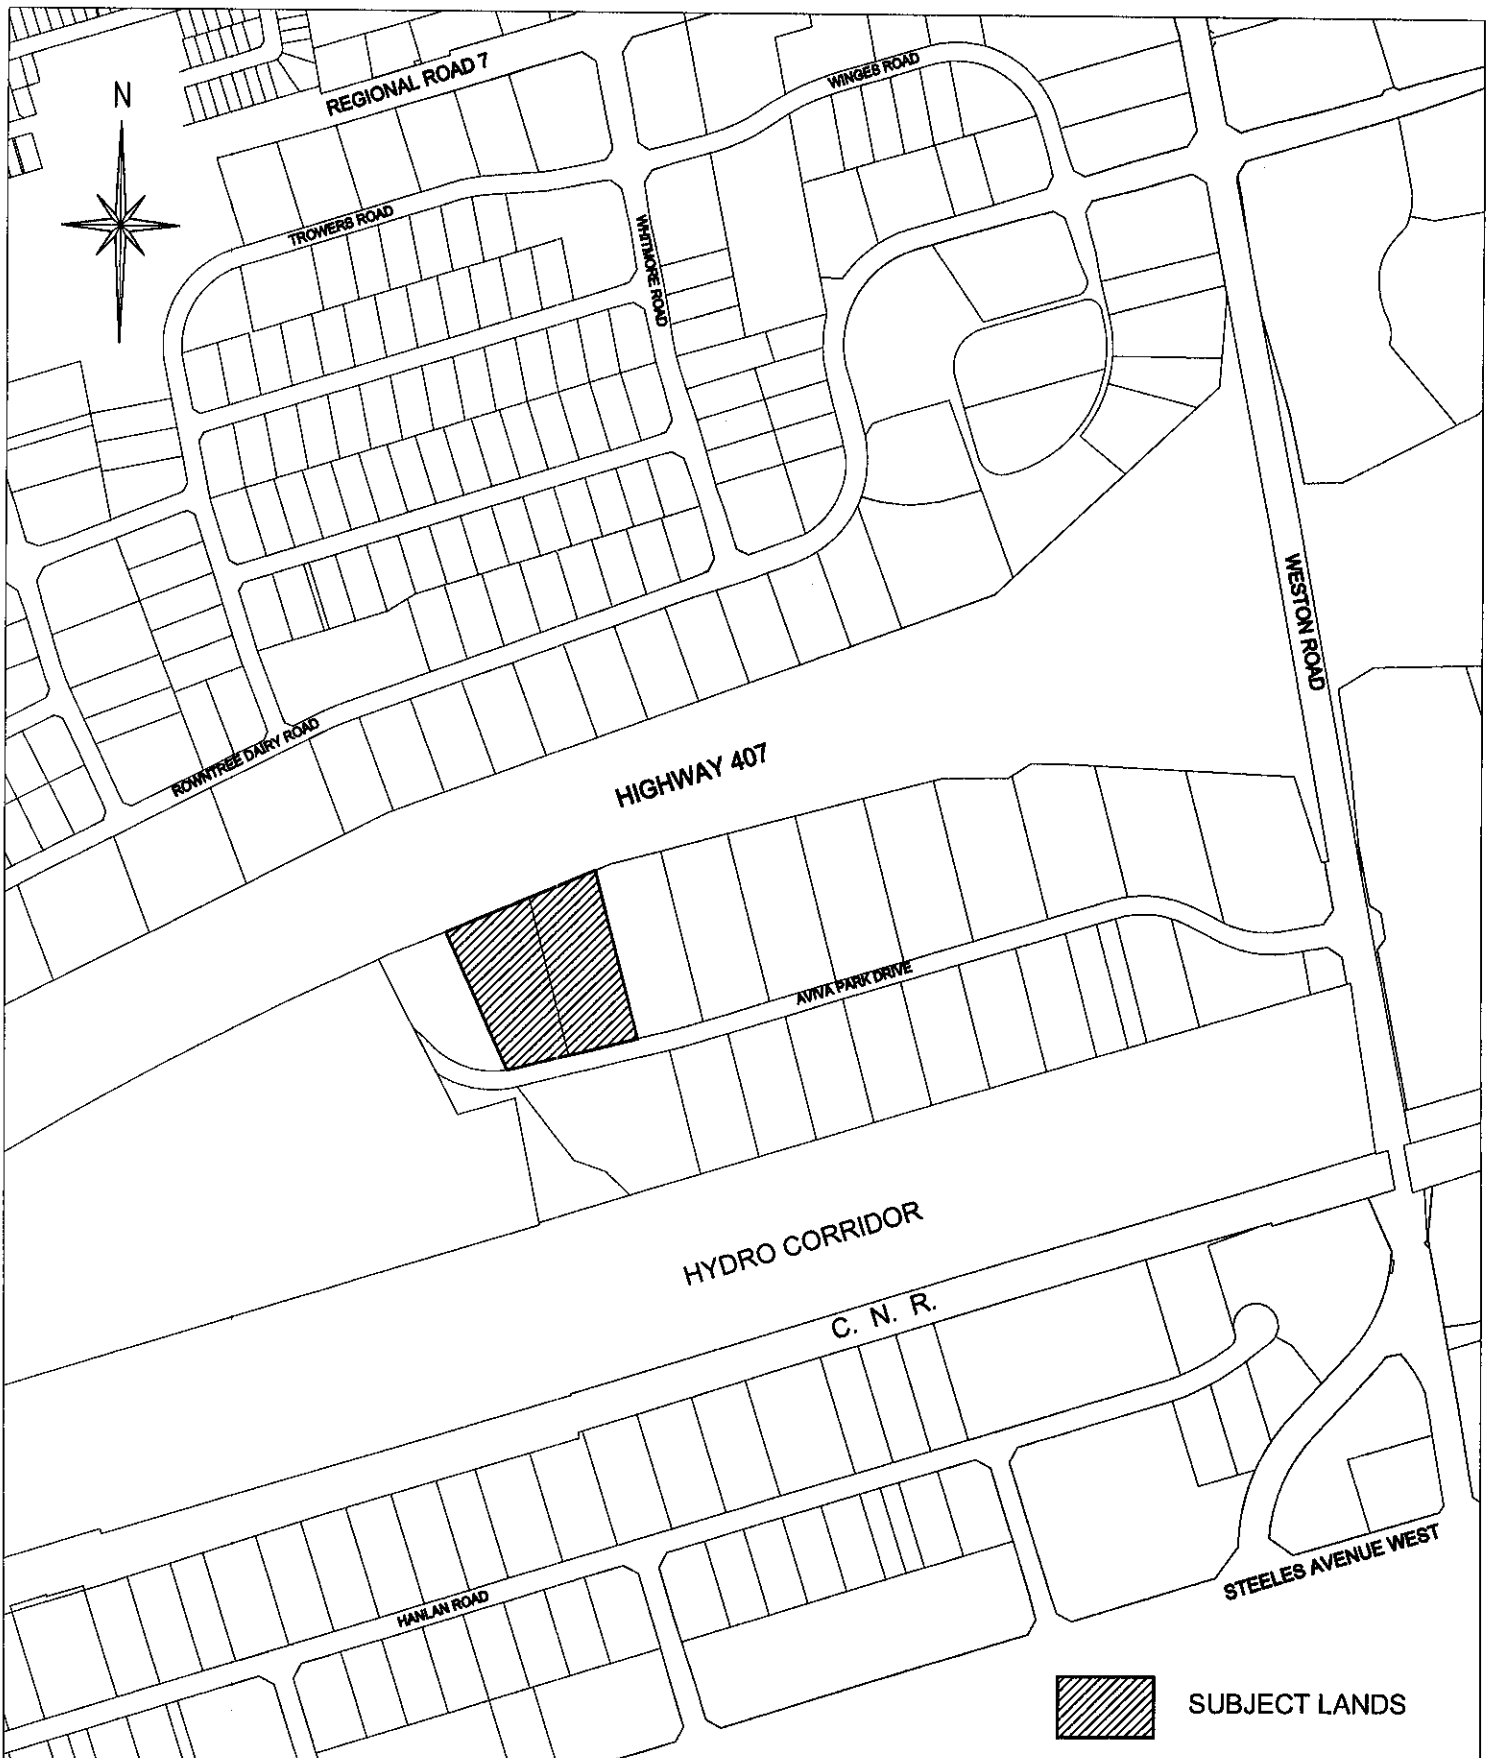 REGIONAL ROAD 7
WINGES ROAD
N
TROWERS ROAD
WHITMORE ROAD
WESTON ROAD
ROWNTREE DAIRY ROAD
HIGHWAY 407
AVIVA PARK DRIVE
HYDRO CORRIDOR
C. N. R.
HANLAN ROAD
STEELES AVENUE WEST
SUBJECT LANDS